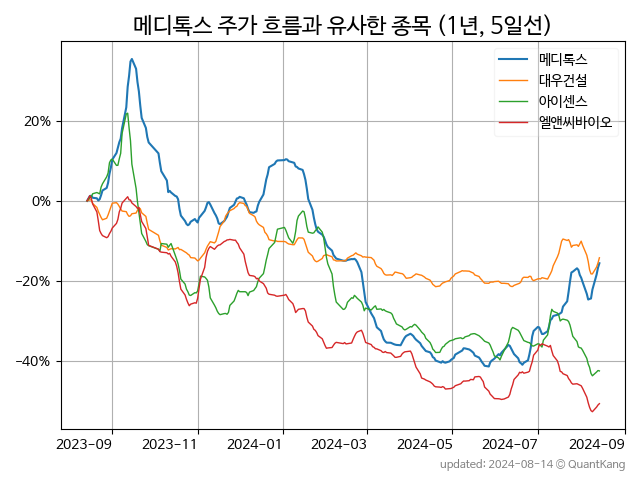 메디톡스 주가 흐름과 유사한 종목 (1년, 5일선)
메디톡스
대우건설
아이센스
엘앤씨바이오
20%
0%
−20%
−40%
2023-09 2023-11 2024-01 2024-03 2024-05 2024-07 2024-09
updated: 2024-08-14 © QuantKang